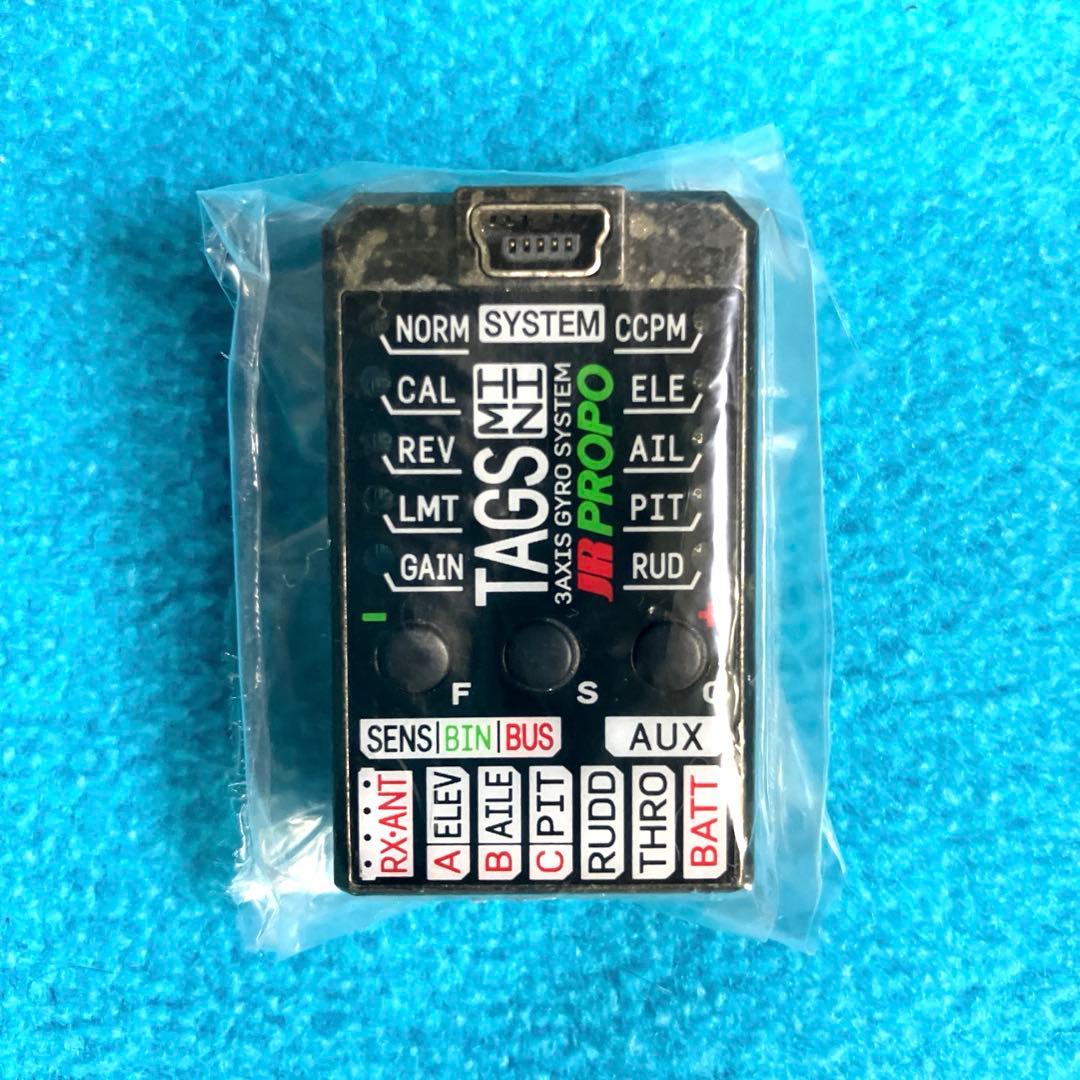 SYSTEM
NORM
CAL
REV
LMT
GAIN
TAGS MINI
3AXIS GYRO SYSTEM
JR PROPO
CCPM
ELE
AIL
PIT
RUD
- +
F S
SENS|BIN|BUS
AUX
RX·ANT
A|ELEV
B|AILE
C|PIT
RUDD
THRO
BATT